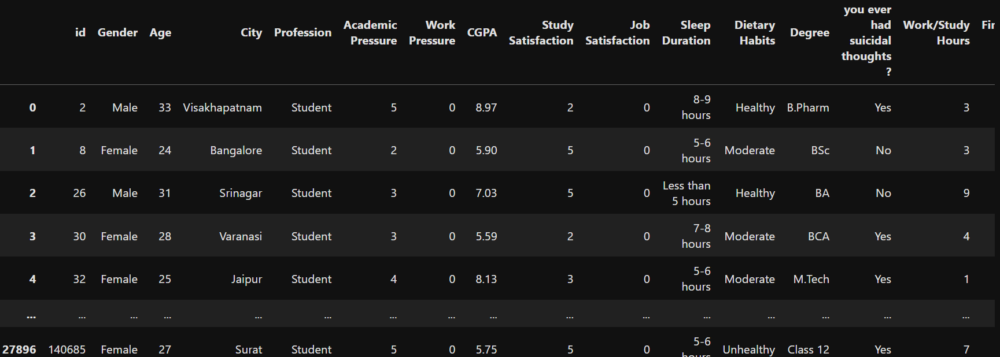 id Gender Age City Profession Academic Pressure Work Pressure CGPA Study Satisfaction Job Satisfaction Sleep Duration Dietary Habits Degree you ever had suicidal thoughts ? Work/Study Hours Fir
0 2 Male 33 Visakhapatnam Student 5 0 8.97 2 0 8-9 hours Healthy B.Pharm Yes 3
1 8 Female 24 Bangalore Student 2 0 5.90 5 0 5-6 hours Moderate BSc No 3
2 26 Male 31 Srinagar Student 3 0 7.03 5 0 Less than 5 hours Healthy BA No 9
3 30 Female 28 Varanasi Student 3 0 5.59 2 0 7-8 hours Moderate BCA Yes 4
4 32 Female 25 Jaipur Student 4 0 8.13 3 0 5-6 hours Moderate M.Tech Yes 1
... ... ... ... ... ... ... ... ... ... ... ... ... ... ... ...
27896 140685 Female 27 Surat Student 5 0 5.75 5 0 5-6 hours Unhealthy Class 12 Yes 7